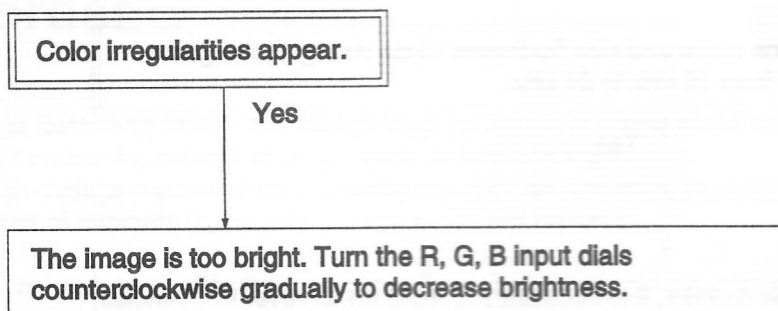 Color irregularities appear.
Yes
The image is too bright. Turn the R, G, B input dials
counterclockwise gradually to decrease brightness.